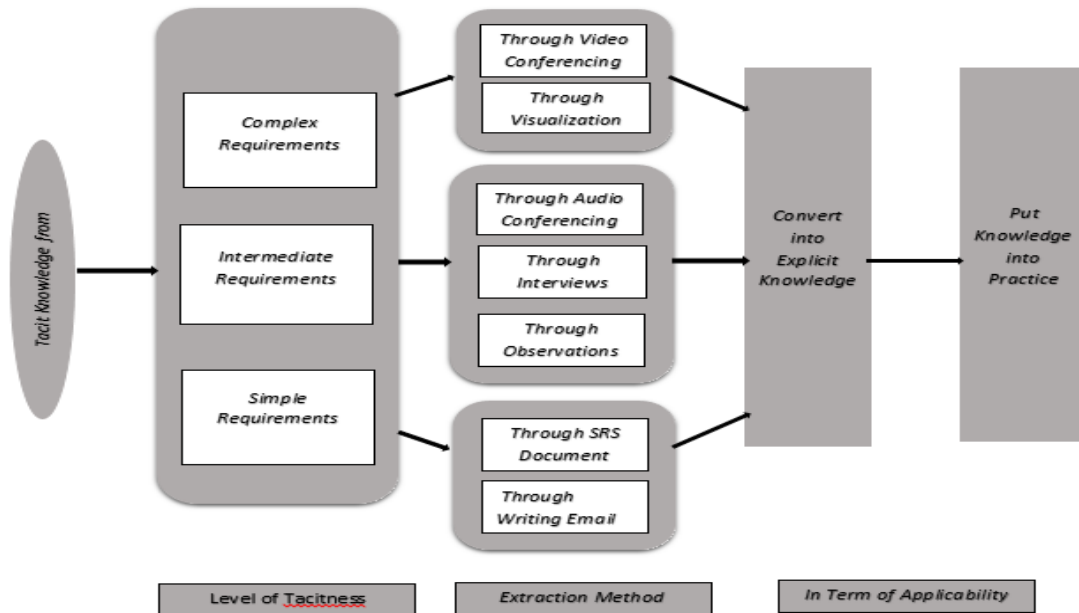 Tacit Knowledge from
Complex
Requirements
Intermediate
Requirements
Simple
Requirements
Through Video
Conferencing
Through
Visualization
Through Audio
Conferencing
Through
Interviews
Through
Observations
Through SRS
Document
Through
Writing Email
Convert
into
Explicit
Knowledge
Put
Knowledge
into
Practice
Level of Tacitness
Extraction Method
In Term of Applicability